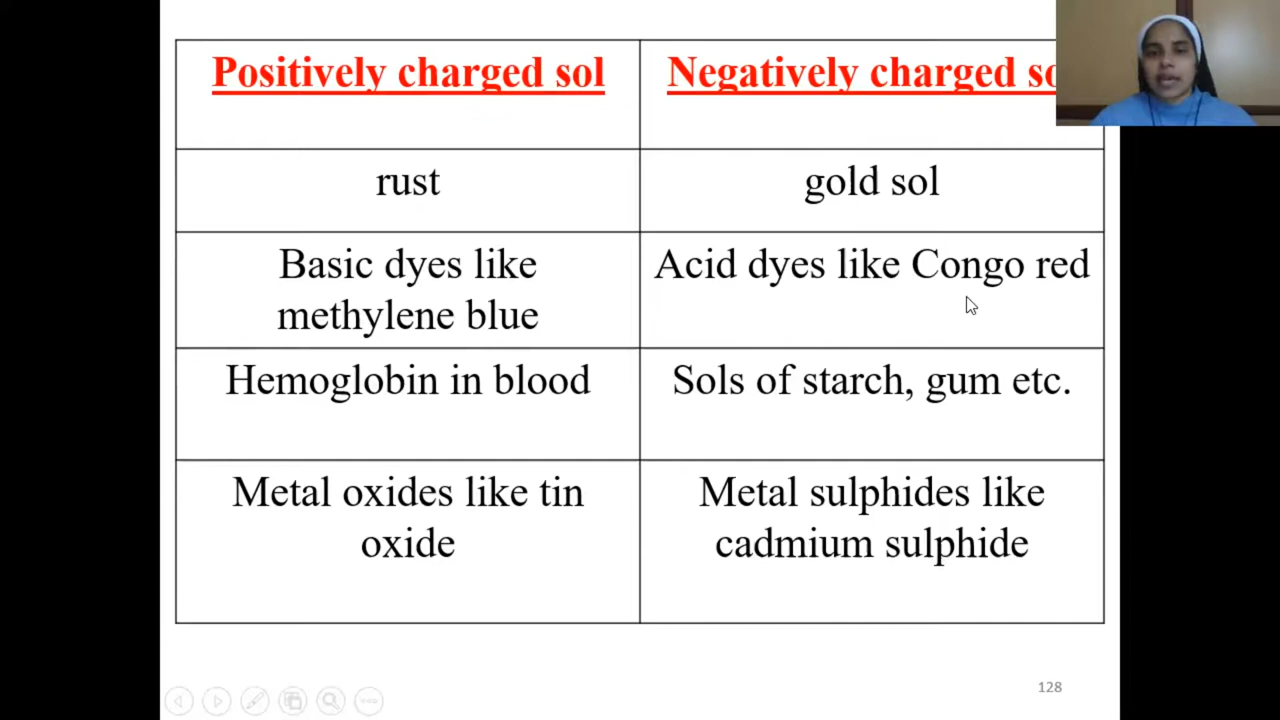 Positively charged sol
Negatively charged so
rust
gold sol
Basic dyes like
methylene blue
Acid dyes like Congo red
Hemoglobin in blood
Sols of starch, gum etc.
Metal oxides like tin
oxide
Metal sulphides like
cadmium sulphide
128